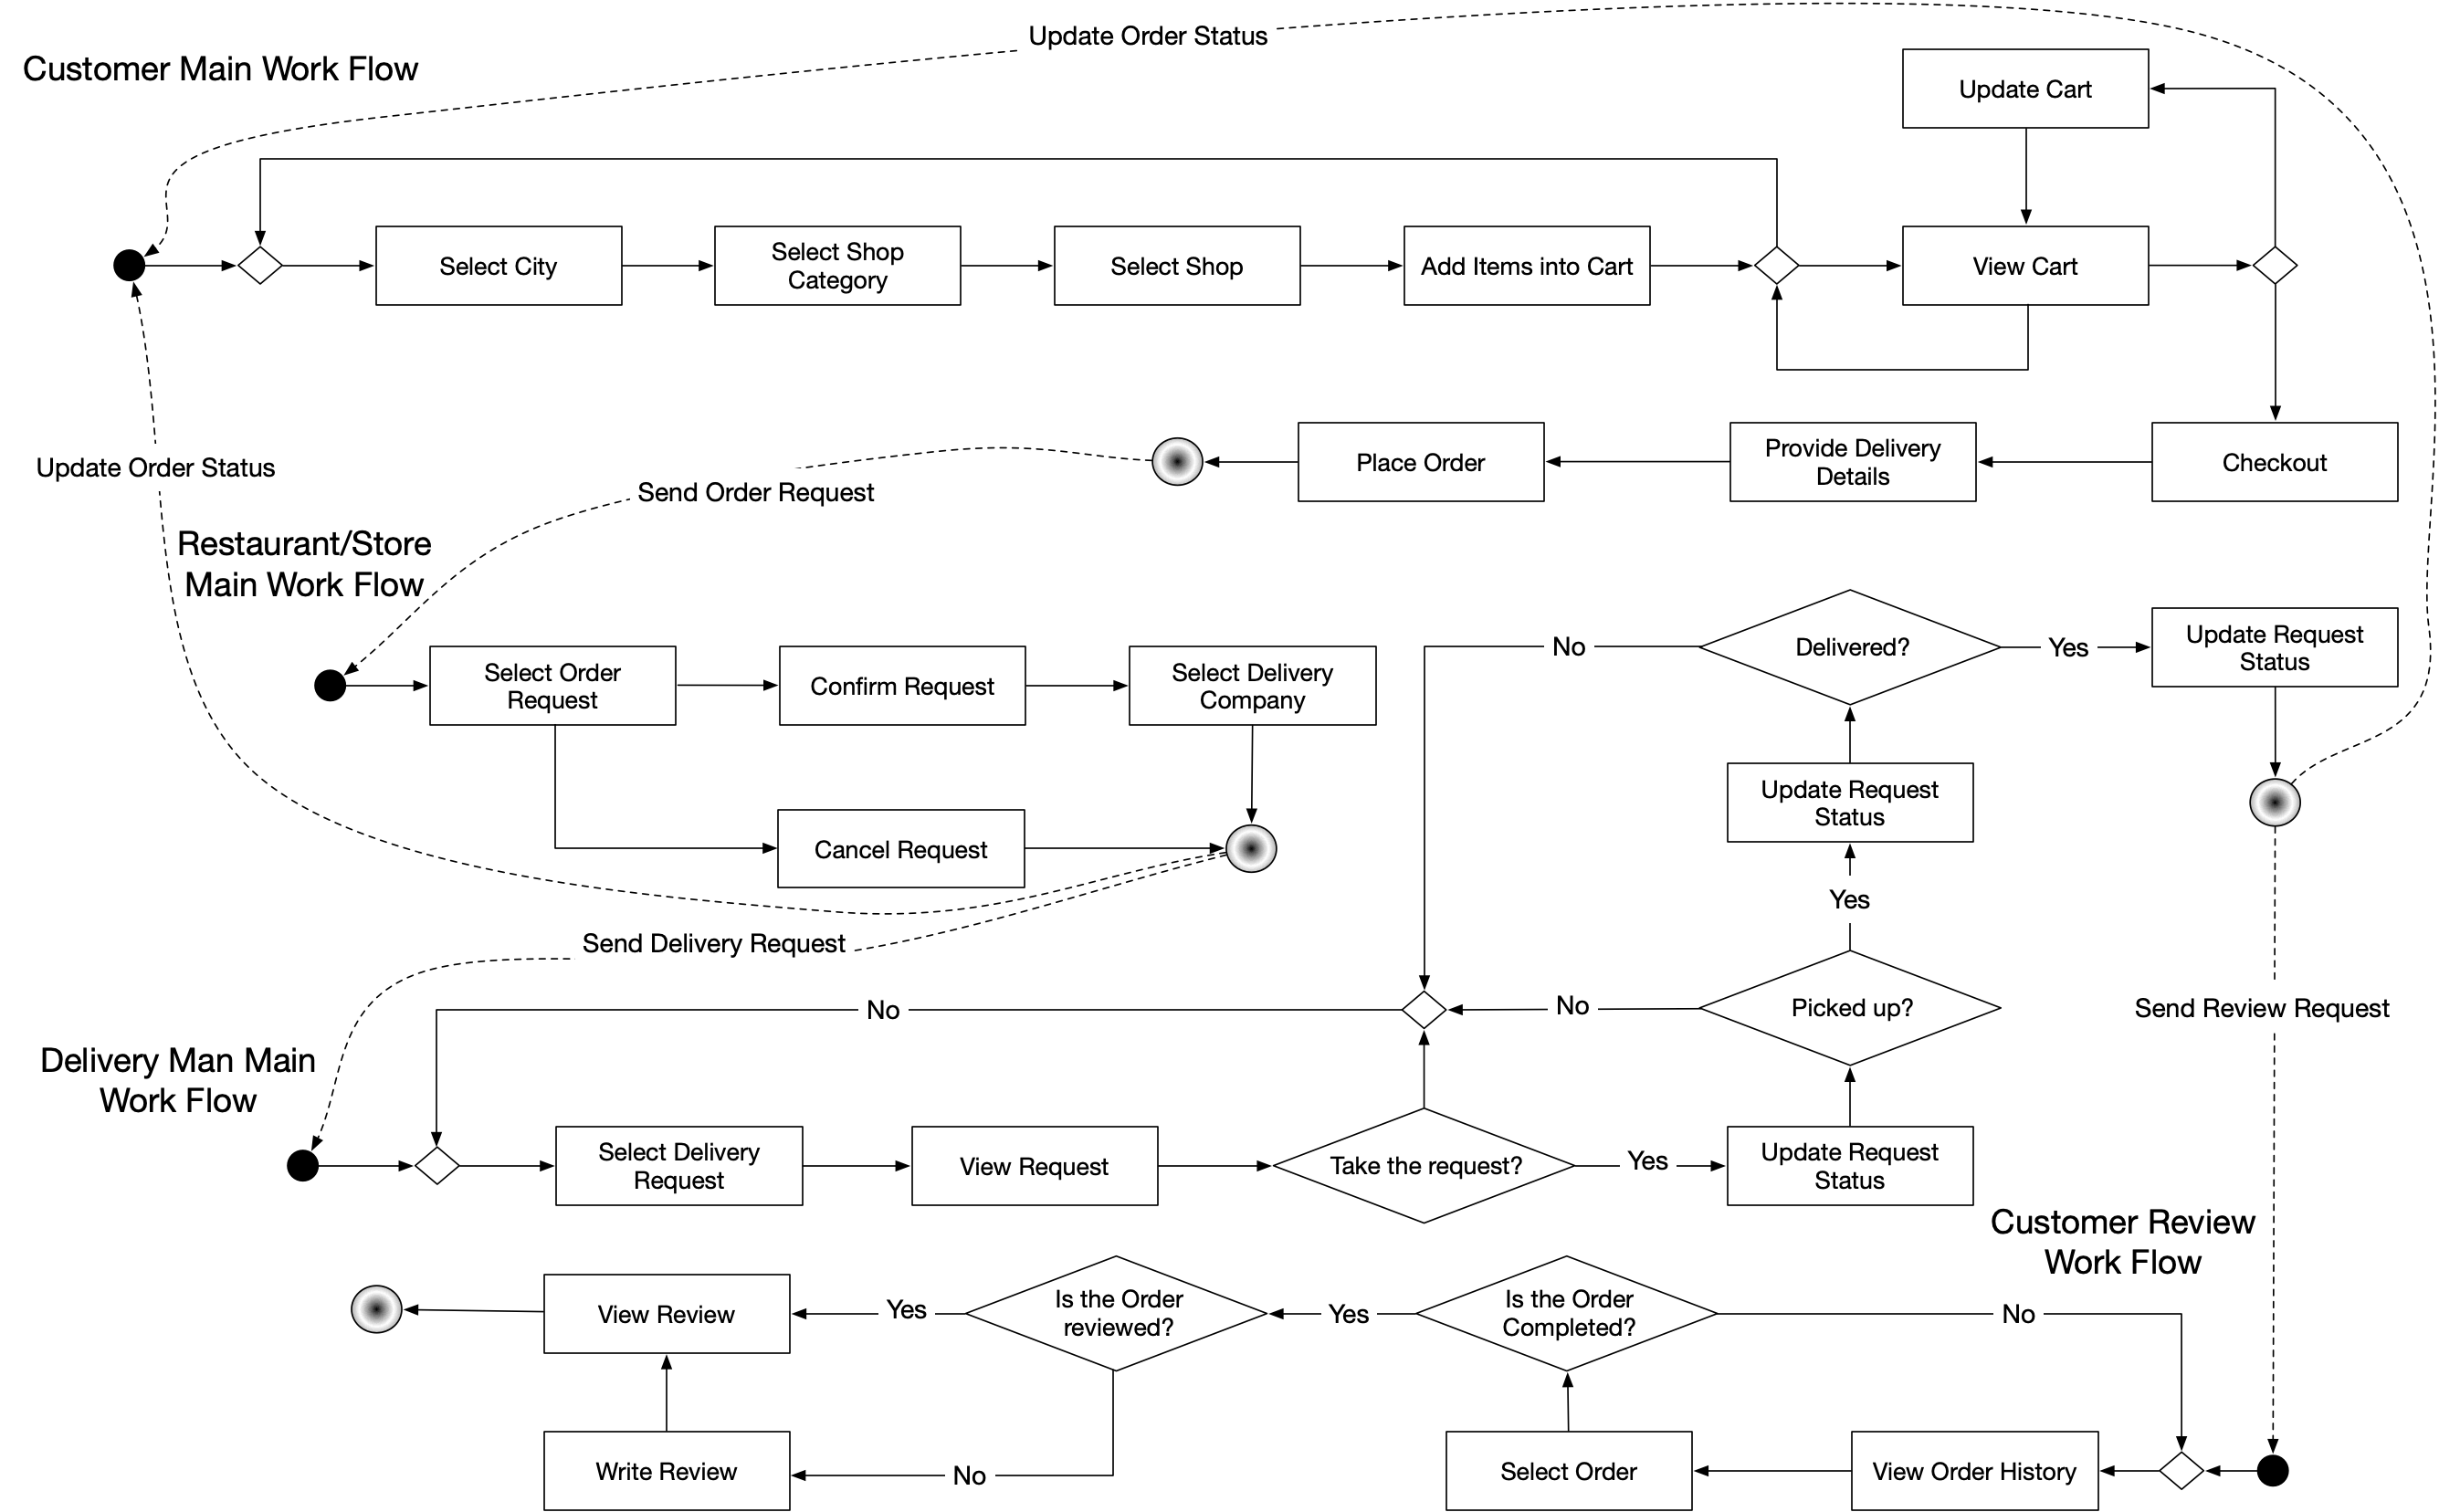 Update Order Status
Customer Main Work Flow
Update Cart
Select City
Select Shop
Category
Select Shop
Add Items into Cart
View Cart
Update Order Status
Send Order Request
Place Order
Provide Delivery
Details
Checkout
Restaurant/Store
Main Work Flow
Select Order
Request
Confirm Request
Select Delivery
Company
Cancel Request
No
Delivered?
Yes
Update Request
Status
Update Request
Status
Yes
Send Delivery Request
No
No
Picked up?
Send Review Request
Delivery Man Main
Work Flow
Select Delivery
Request
View Request
Take the request?
Yes
Update Request
Status
Customer Review
Work Flow
View Review
Yes
Is the Order
reviewed?
Yes
Is the Order
Completed?
No
Write Review
No
Select Order
View Order History